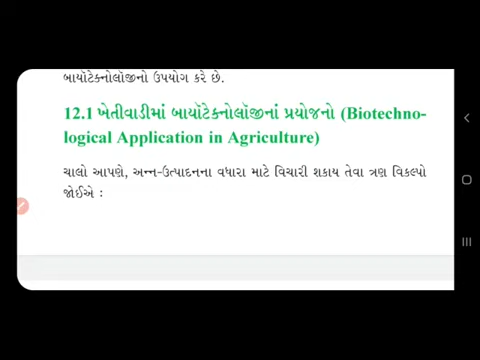 બાયૉટેક્નોલૉજીનો ઉપયોગ કરે છે.
12.1 ખેતીવાડીમાં બાયૉટેક્નોલૉજીનાં પ્રયોજનો (Biotechno-
logical Application in Agriculture)
ચાલો આપણે, અન્ન-ઉત્પાદનના વધારા માટે વિચારી શકાય તેવા ત્રણ વિકલ્પો
જોઈએ :